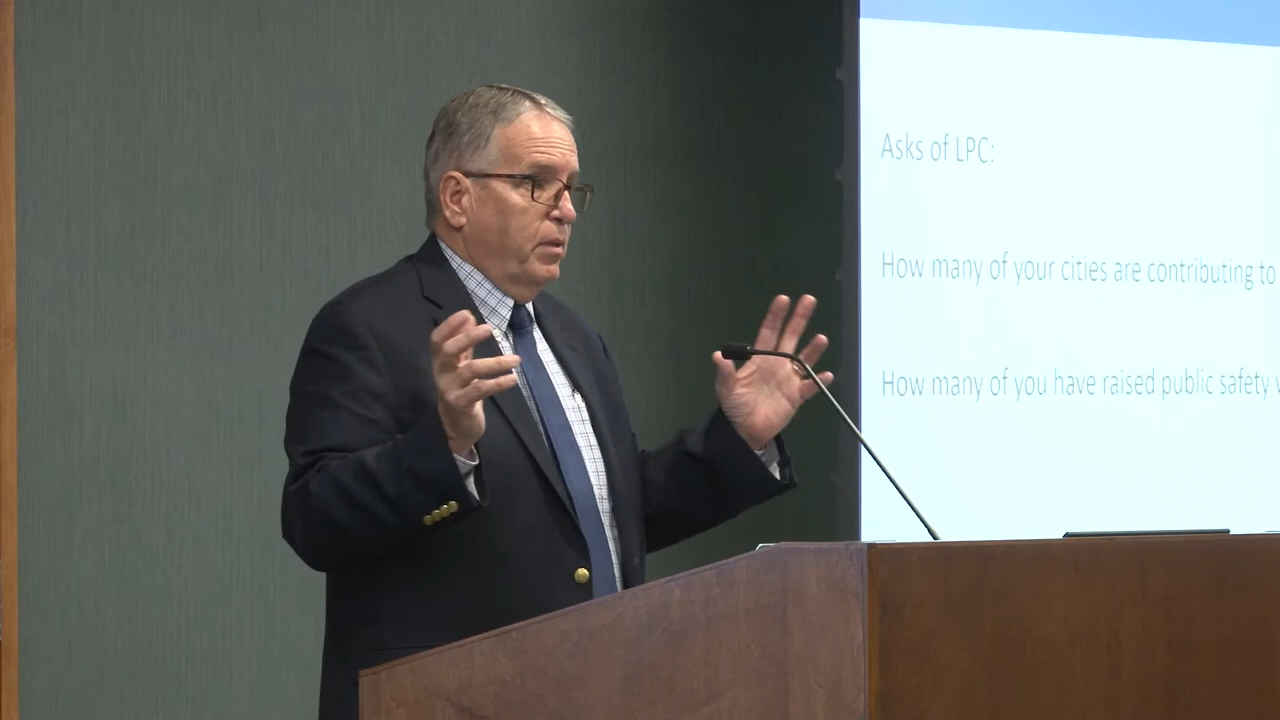 Asks of LPC:
How many of your cities are contributing to
How many of you have raised public safety